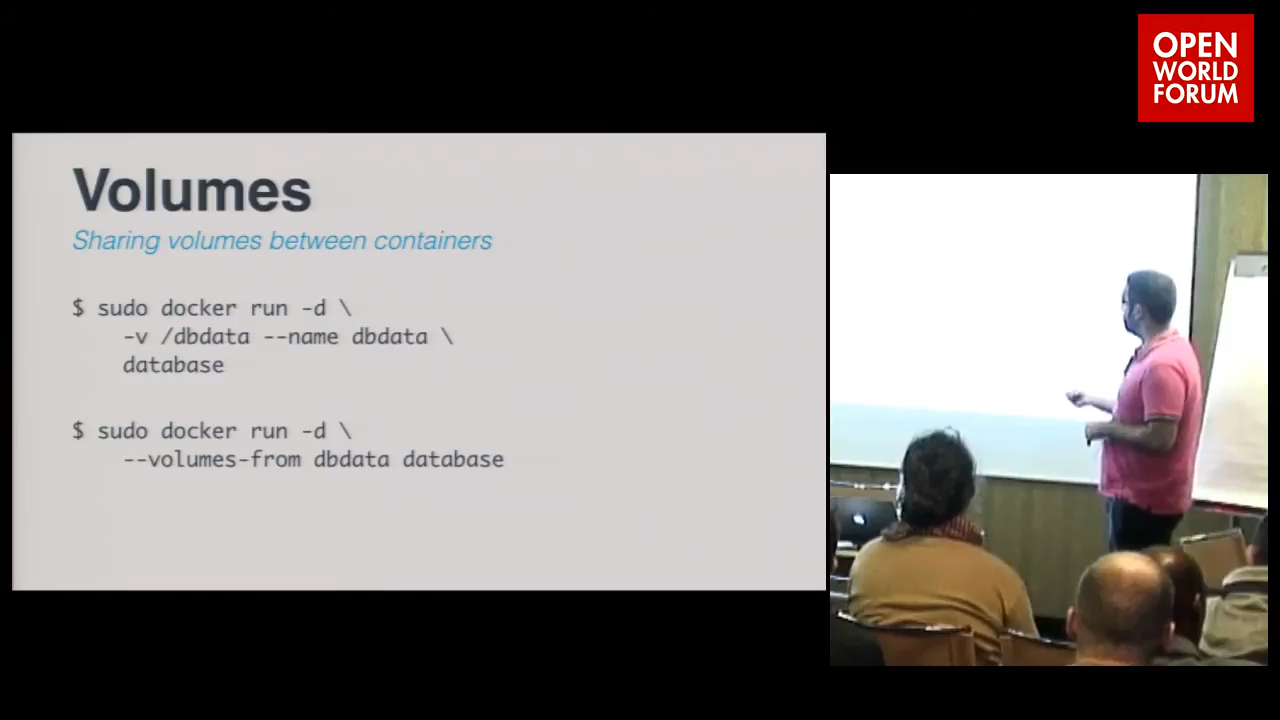 OPEN
WORLD
FORUM
Volumes
Sharing volumes between containers
$ sudo docker run -d \
-v /dbdata --name dbdata \
database
$ sudo docker run -d \
--volumes-from dbdata database